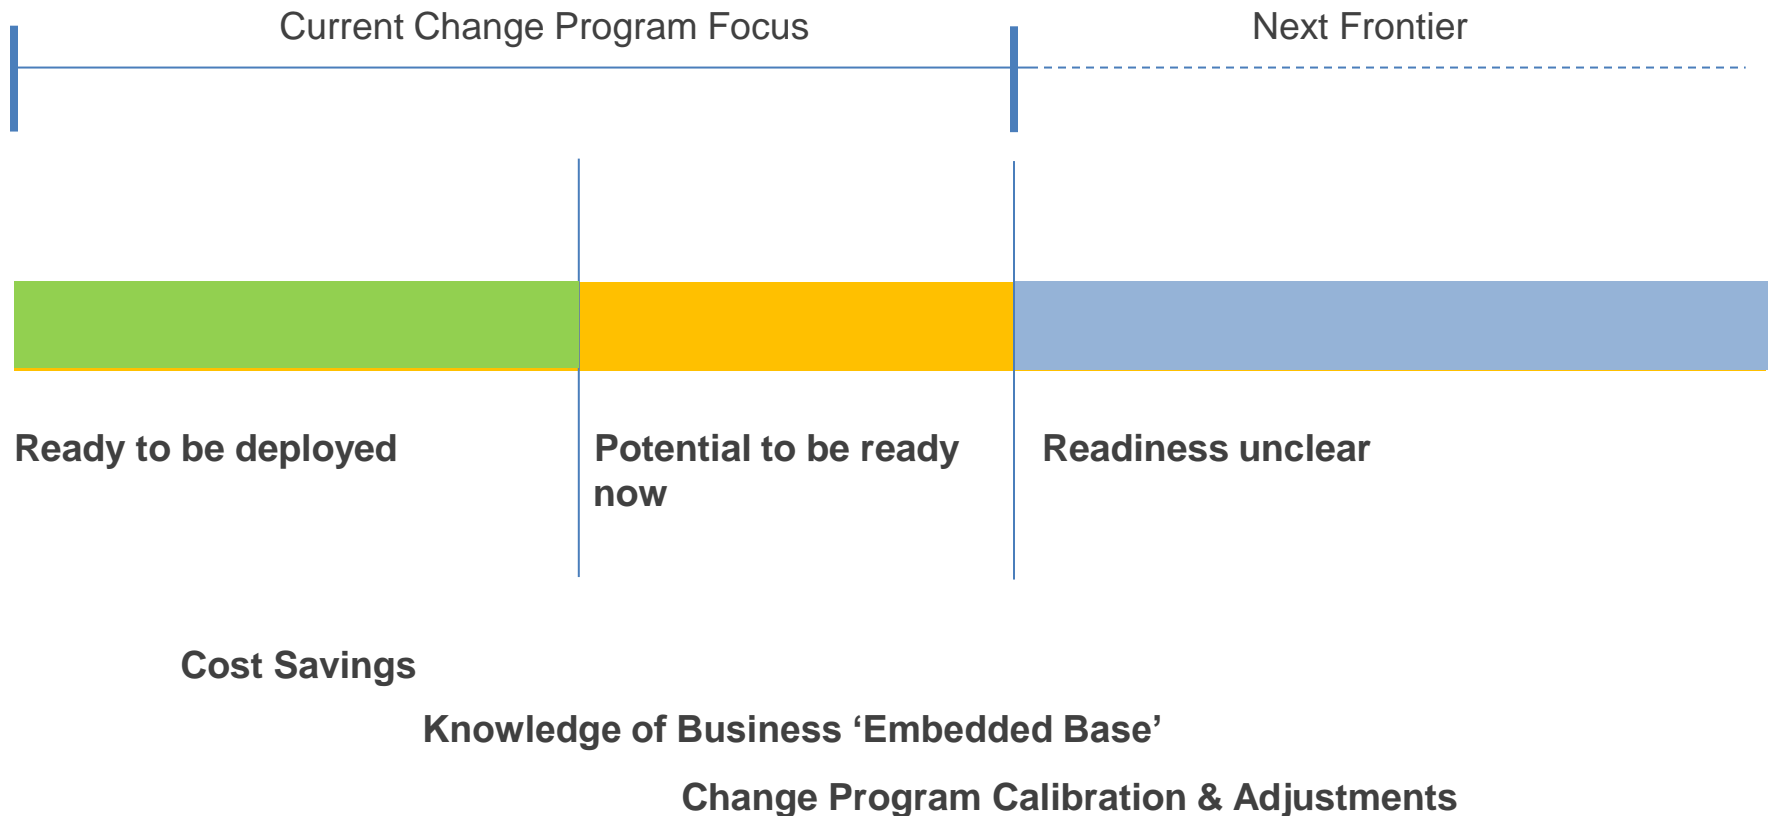 Current Change Program Focus
Next Frontier
Ready to be deployed
Potential to be ready
now
Readiness unclear
Cost Savings
Knowledge of Business ‘Embedded Base’
Change Program Calibration & Adjustments